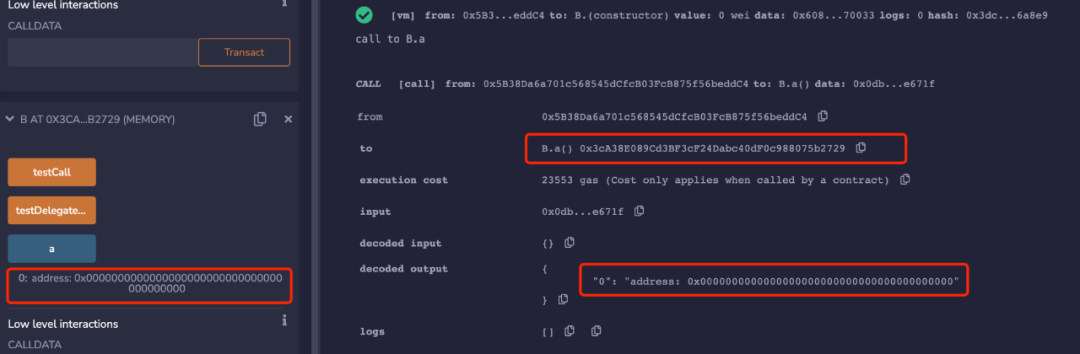 Low level interactions
i
CALLDATA
Transact
B AT 0X3CA...B2729 (MEMORY)
testCall
testDelegate...
a
0: address: 0x00000000000000000000000000000000
000000000
Low level interactions
i
CALLDATA
[vm] from: 0x5B3...eddC4 to: B.(constructor) value: 0 wei data: 0x608...70033 logs: 0 hash: 0x3dc...6a8e9
call to B.a
CALL [call] from: 0x5B38Da6a701c568545dCfcB03FcB875f56beddC4 to: B.a() data: 0x0db...e671f
from 0x5B38Da6a701c568545dCfcB03FcB875f56beddC4
to B.a() 0x3cA38E089Cd3BF3cF24Dabc40dF0c988075b2729
execution cost 23553 gas (Cost only applies when called by a contract)
input 0x0db...e671f
decoded input {}
decoded output {
"0": "address: 0x0000000000000000000000000000000000000000"
}
logs []